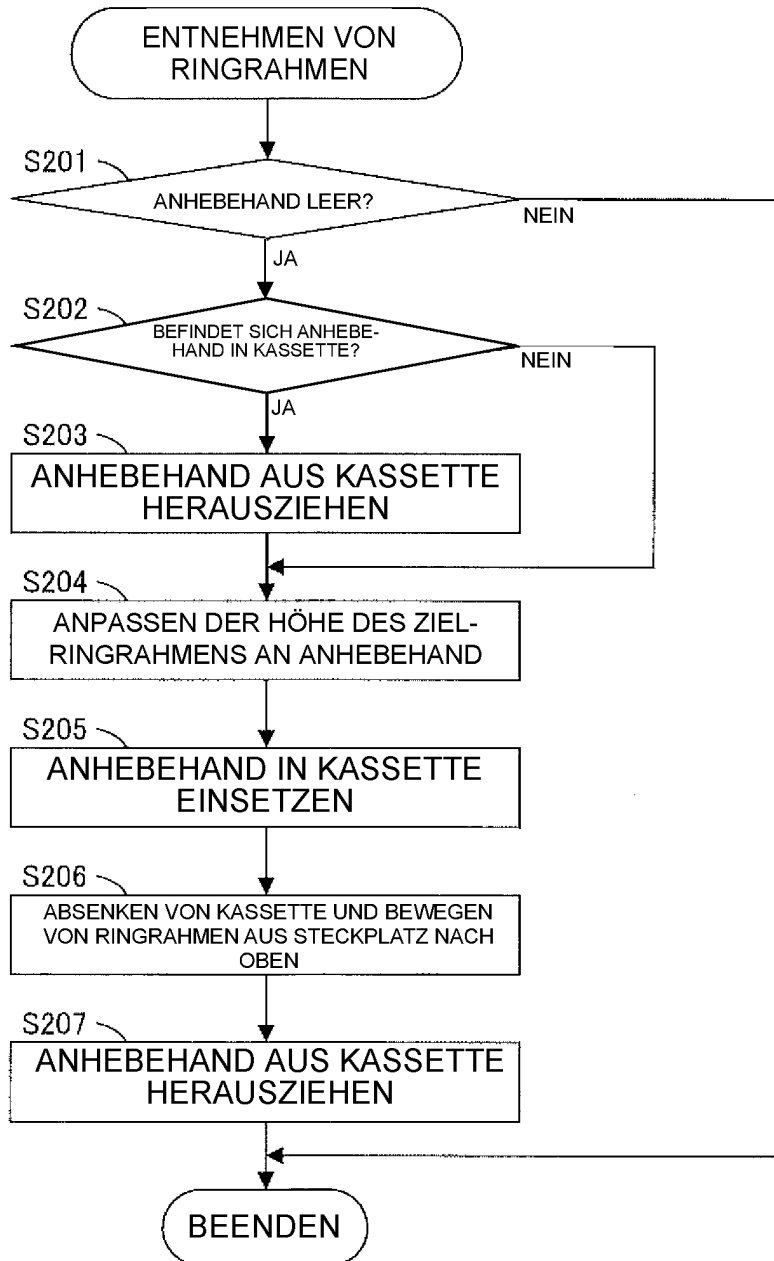 ENTNEHMEN VON
RINGRAHMEN
S201
ANHEBEHAND LEER?
NEIN
JA
S202
BEFINDET SICH ANHEBE-
HAND IN KASSETTE?
NEIN
JA
S203
ANHEBEHAND AUS KASSETTE
HERAUSZIEHEN
S204
ANPASSEN DER HÖHE DES ZIEL-
RINGRAHMENS AN ANHEBEHAND
S205
ANHEBEHAND IN KASSETTE
EINSETZEN
S206
ABSENKEN VON KASSETTE UND BEWEGEN
VON RINGRAHMEN AUS STECKPLATZ NACH
OBEN
S207
ANHEBEHAND AUS KASSETTE
HERAUSZIEHEN
BEENDEN